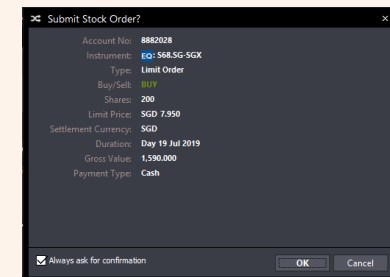 Submit Stock Order?
Account No: 8882028
Instrument: EQ: S68.SG-SGX
Type: Limit Order
Buy/Sell: BUY
Shares: 200
Limit Price: SGD 7.950
Settlement Currency: SGD
Duration: Day 19 Jul 2019
Gross Value: 1,590.000
Payment Type: Cash
Always ask for confirmation
OK Cancel